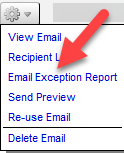 View Email
Recipient L
Email Exception Report
Send Preview
Re-use Email
Delete Email